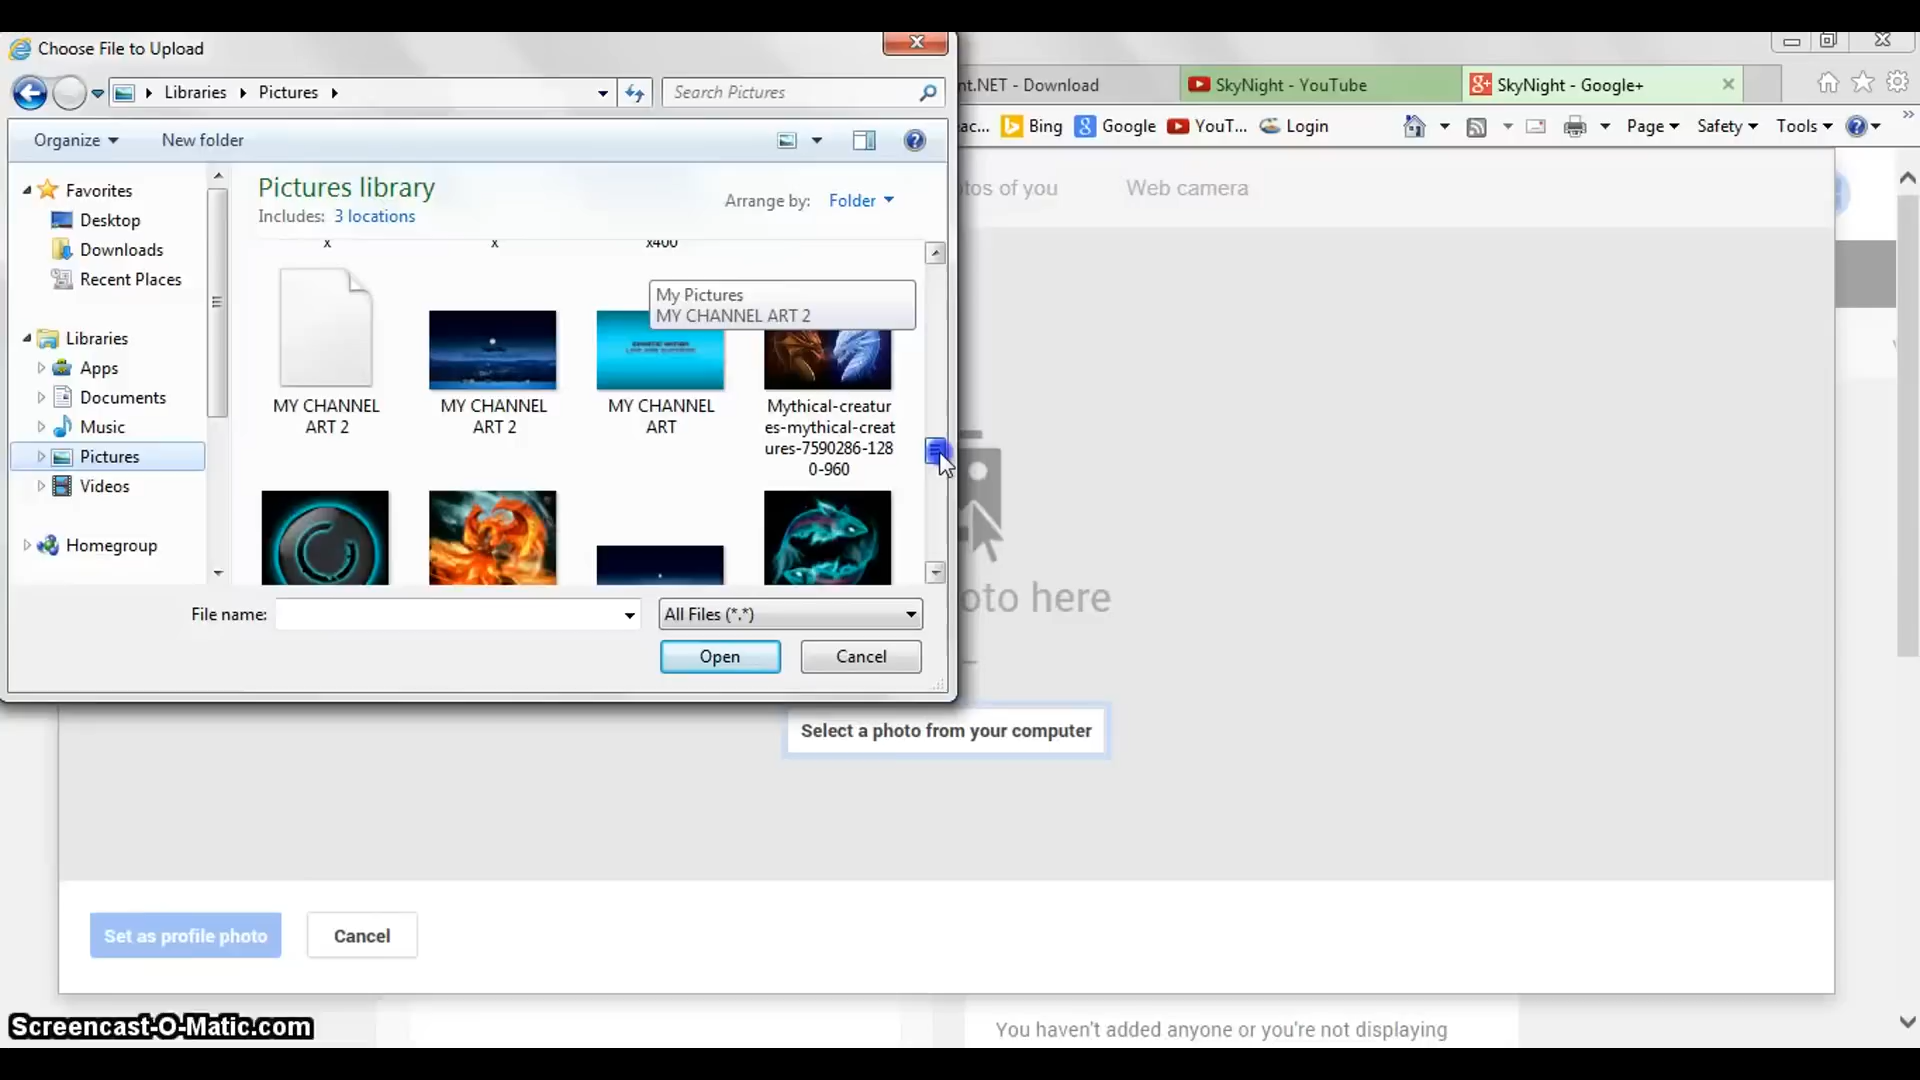 Choose File to Upload
Libraries
Pictures
Search Pictures
nt.NET - Download
SkyNight - YouTube
SkyNight - Google+
ac...
Bing
Google
YouT...
Login
Page
Safety
Tools
Organize
New folder
Pictures library
Includes: 3 locations
Arrange by: Folder
tos of you
Web camera
Favorites
Desktop
Downloads
Recent Places
Libraries
Apps
Documents
Music
Pictures
Videos
Homegroup
x
x
x400
My Pictures
MY CHANNEL ART 2
MY CHANNEL
ART 2
MY CHANNEL
ART 2
MY CHANNEL
ART
Mythical-creatur
es-mythical-creat
ures-7590286-128
0-960
File name:
All Files (*.*)
Open
Cancel
oto here
Select a photo from your computer
Set as profile photo
Cancel
Screencast-O-Matic.com
You haven't added anyone or you're not displaying